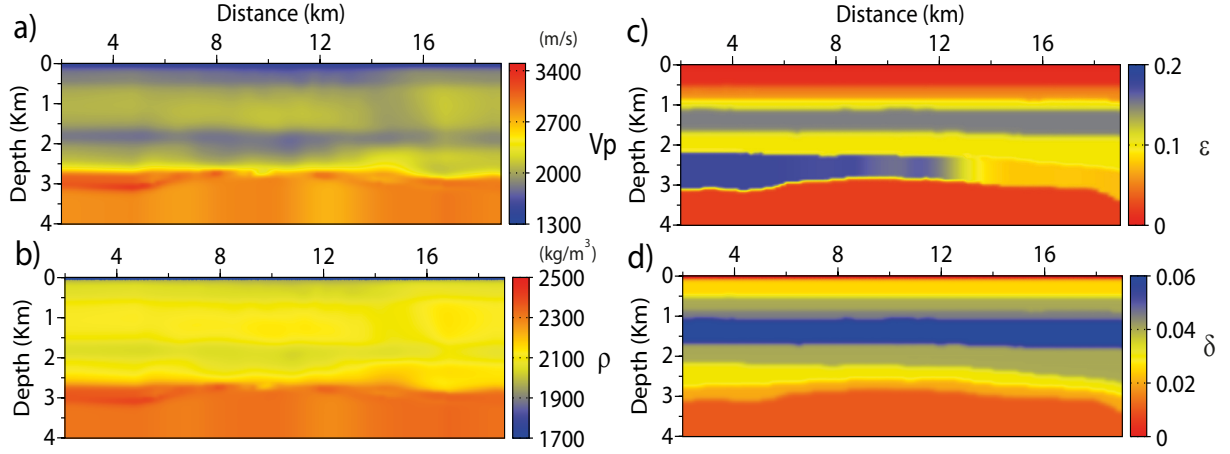 a)
Distance (km)
4 8 12 16
(m/s)
0
1
2
3
4
Depth (Km)
3400
2700
2000
1300
Vp
b)
4 8 12 16
(kg/m³)
0
1
2
3
4
Depth (Km)
2500
2300
2100
1900
1700
ρ
c)
Distance (km)
4 8 12 16
0
1
2
3
4
Depth (Km)
0.2
0.1
0
ε
d)
4 8 12 16
0
1
2
3
4
Depth (Km)
0.06
0.04
0.02
0
δ